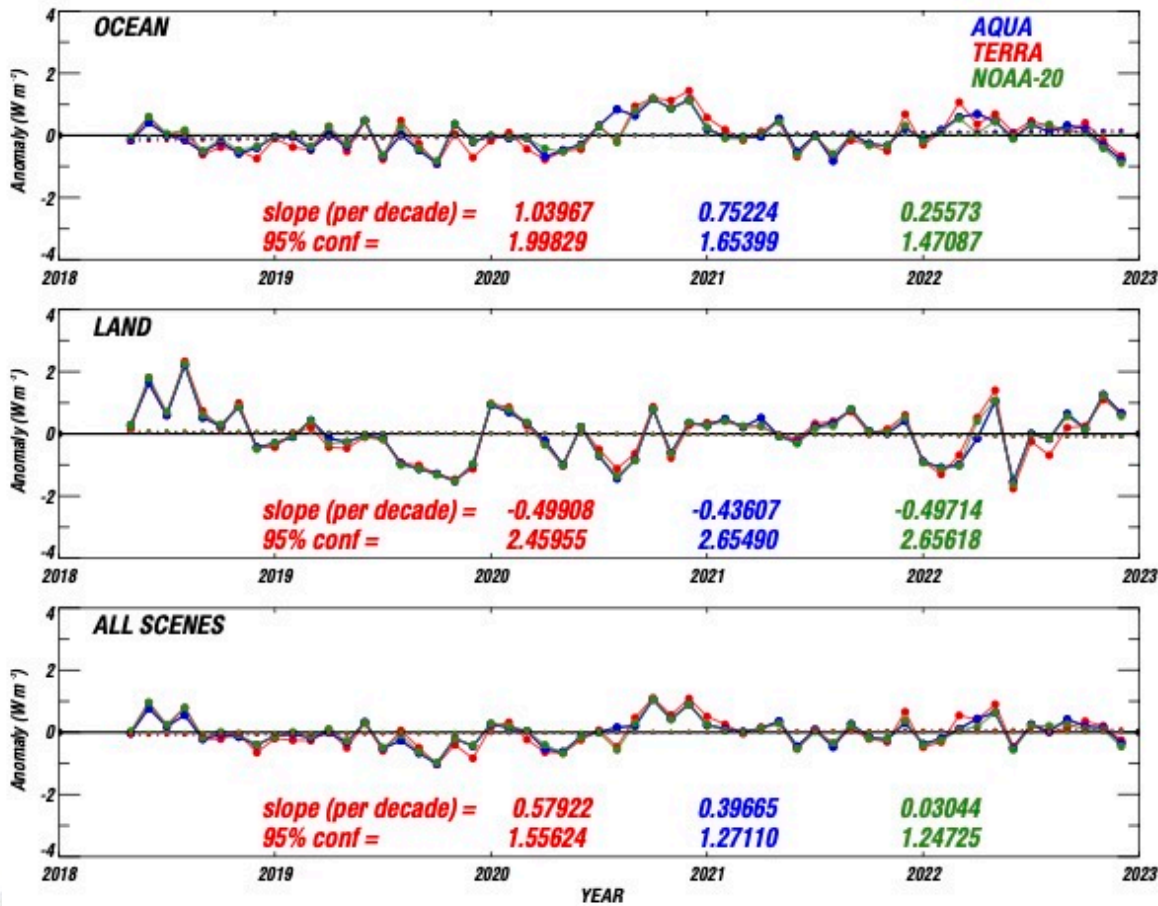 OCEAN
AQUA
TERRA
NOAA-20
4
2
0
-2
-4
Anomaly (W m⁻²)
slope (per decade) = 1.03967 0.75224 0.25573
95% conf = 1.99829 1.65399 1.47087
2018 2019 2020 2021 2022 2023
LAND
4
2
0
-2
-4
Anomaly (W m⁻²)
slope (per decade) = -0.49908 -0.43607 -0.49714
95% conf = 2.45955 2.65490 2.65618
2018 2019 2020 2021 2022 2023
ALL SCENES
4
2
0
-2
-4
Anomaly (W m⁻²)
slope (per decade) = 0.57922 0.39665 0.03044
95% conf = 1.55624 1.27110 1.24725
2018 2019 2020 2021 2022 2023
YEAR